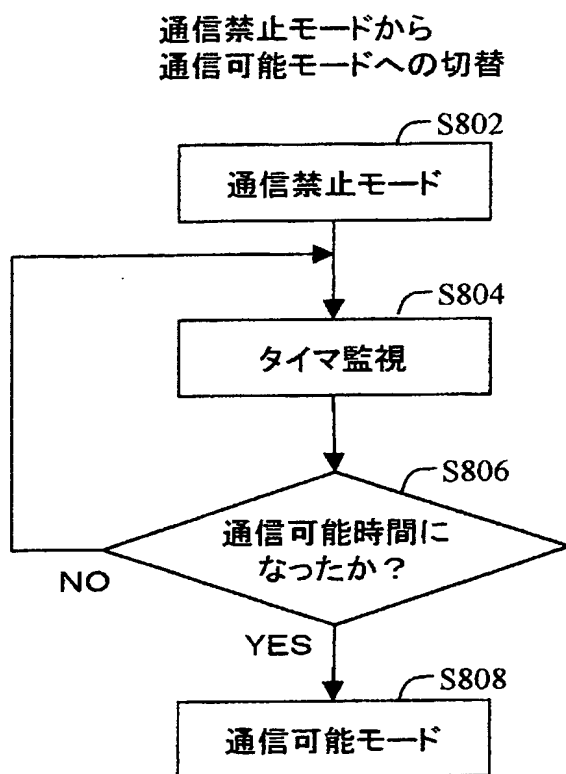 通信禁止モードから
通信可能モードへの切替
S802
通信禁止モード
S804
タイマ監視
S806
通信可能時間に
なったか？
NO
YES
S808
通信可能モード